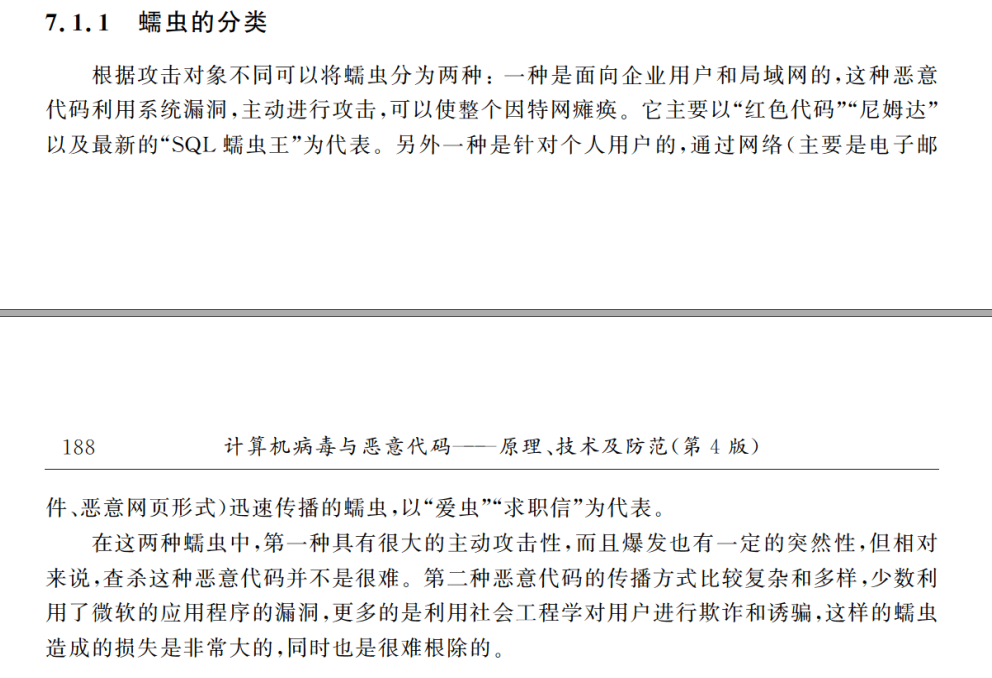 7.1.1 蠕虫的分类
根据攻击对象不同可以将蠕虫分为两种：一种是面向企业用户和局域网的,这种恶意
代码利用系统漏洞,主动进行攻击,可以使整个因特网瘫痪。它主要以“红色代码”“尼姆达”
以及最新的“SQL 蠕虫王”为代表。另外一种是针对个人用户的,通过网络(主要是电子邮
188 计算机病毒与恶意代码——原理、技术及防范(第 4 版)
件、恶意网页形式)迅速传播的蠕虫,以“爱虫”“求职信”为代表。
在这两种蠕虫中,第一种具有很大的主动攻击性,而且爆发也有一定的突然性,但相对
来说,查杀这种恶意代码并不是很难。第二种恶意代码的传播方式比较复杂和多样,少数利
用了微软的应用程序的漏洞,更多的是利用社会工程学对用户进行欺诈和诱骗,这样的蠕虫
造成的损失是非常大的,同时也是很难根除的。